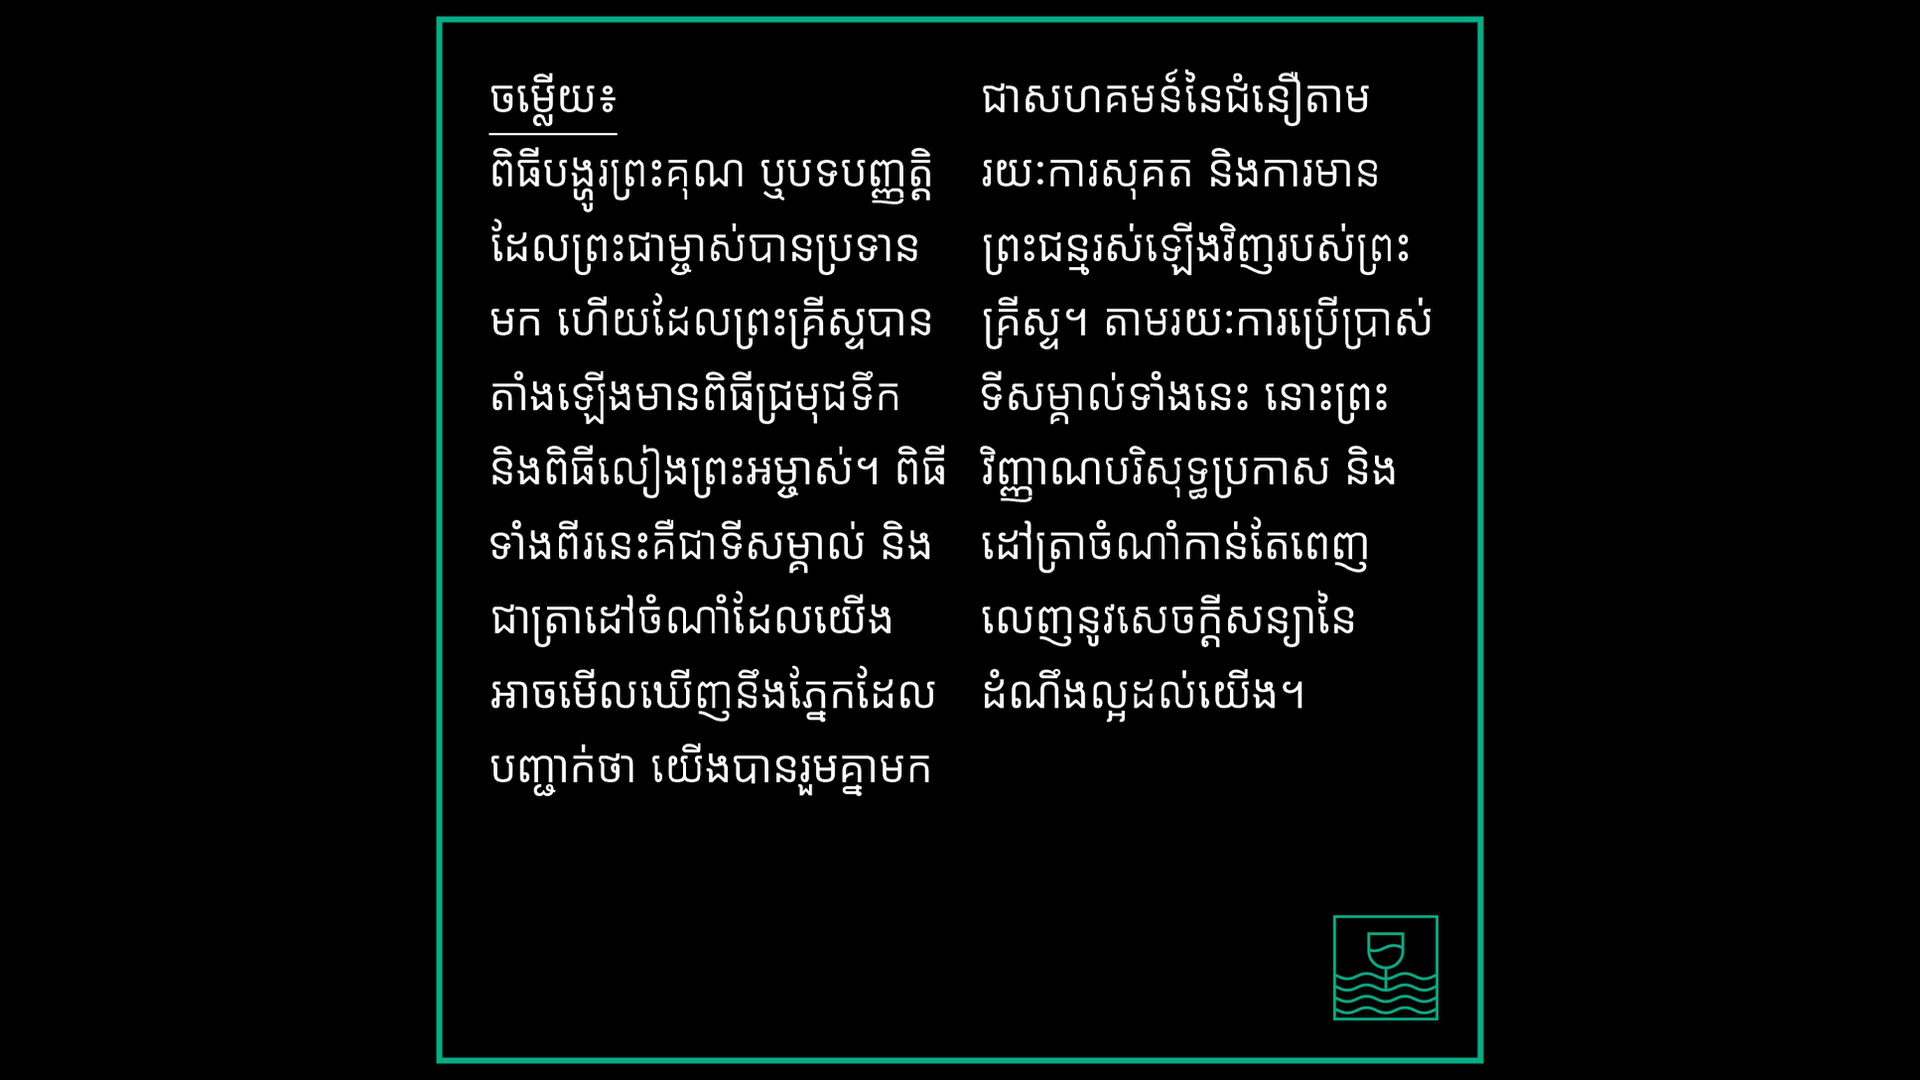 ចម្លើយ៖
ពិធីបង្ហូរព្រះគុណ ឬបទបញ្ញត្តិ
ដែលព្រះជាម្ចាស់បានប្រទាន
មក ហើយដែលព្រះគ្រីស្ទបាន
តាំងឡើងមានពិធីជ្រមុជទឹក
និងពិធីលៀងព្រះអម្ចាស់។ ពិធី
ទាំងពីរនេះគឺជាទីសម្គាល់ និង
ជាត្រាដៅចំណាំដែលយើង
អាចមើលឃើញនឹងភ្នែកដែល
បញ្ជាក់ថា យើងបានរួមគ្នាមក
ជាសហគមន៍នៃជំនឿតាម
រយៈការសុគត និងការមាន
ព្រះជន្មរស់ឡើងវិញរបស់ព្រះ
គ្រីស្ទ។ តាមរយៈការប្រើប្រាស់
ទីសម្គាល់ទាំងនេះ នោះព្រះ
វិញ្ញាណបរិសុទ្ធប្រកាស និង
ដៅត្រាចំណាំកាន់តែពេញ
លេញនូវសេចក្តីសន្យានៃ
ដំណឹងល្អដល់យើង។